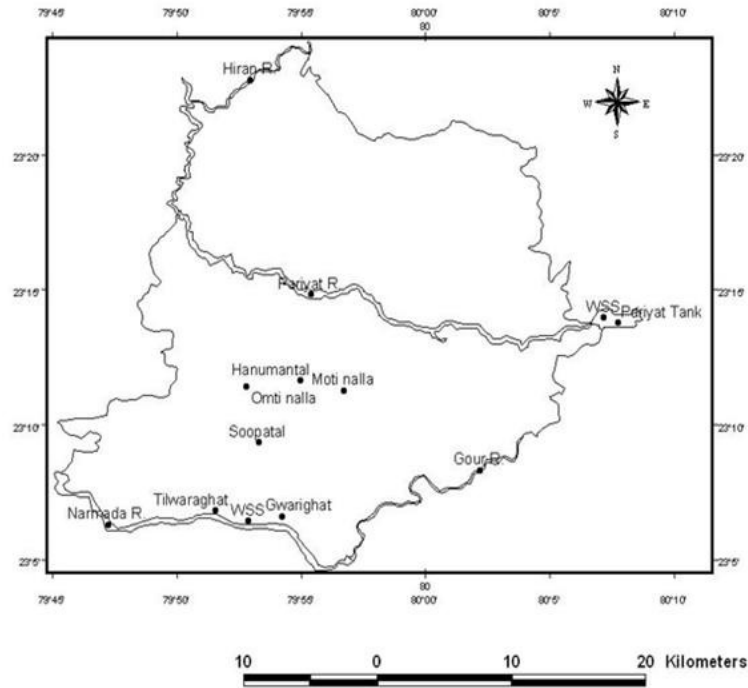 79°45' 79°50' 79°55' 80 80°5' 80°10'
Hiran R.
N
W E
S
23°20' 23°20'
Pariyat R.
23°15' 23°15'
WSS Pariyat Tank
Hanumantal Moti nalla
Omti nalla
Soopatal
23°10' 23°10'
Gour R.
Tilwaraghat WSS Gwarighat
Narmada R.
23°5' 23°5'
79°45' 79°50' 79°55' 80°00' 80°5' 80°10'
10 0 10 20 Kilometers